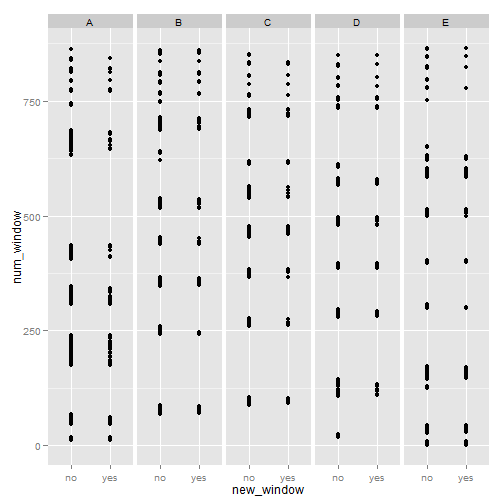 A B C D E
750
500
250
0
num_window
no yes no yes no yes no yes no yes
new_window